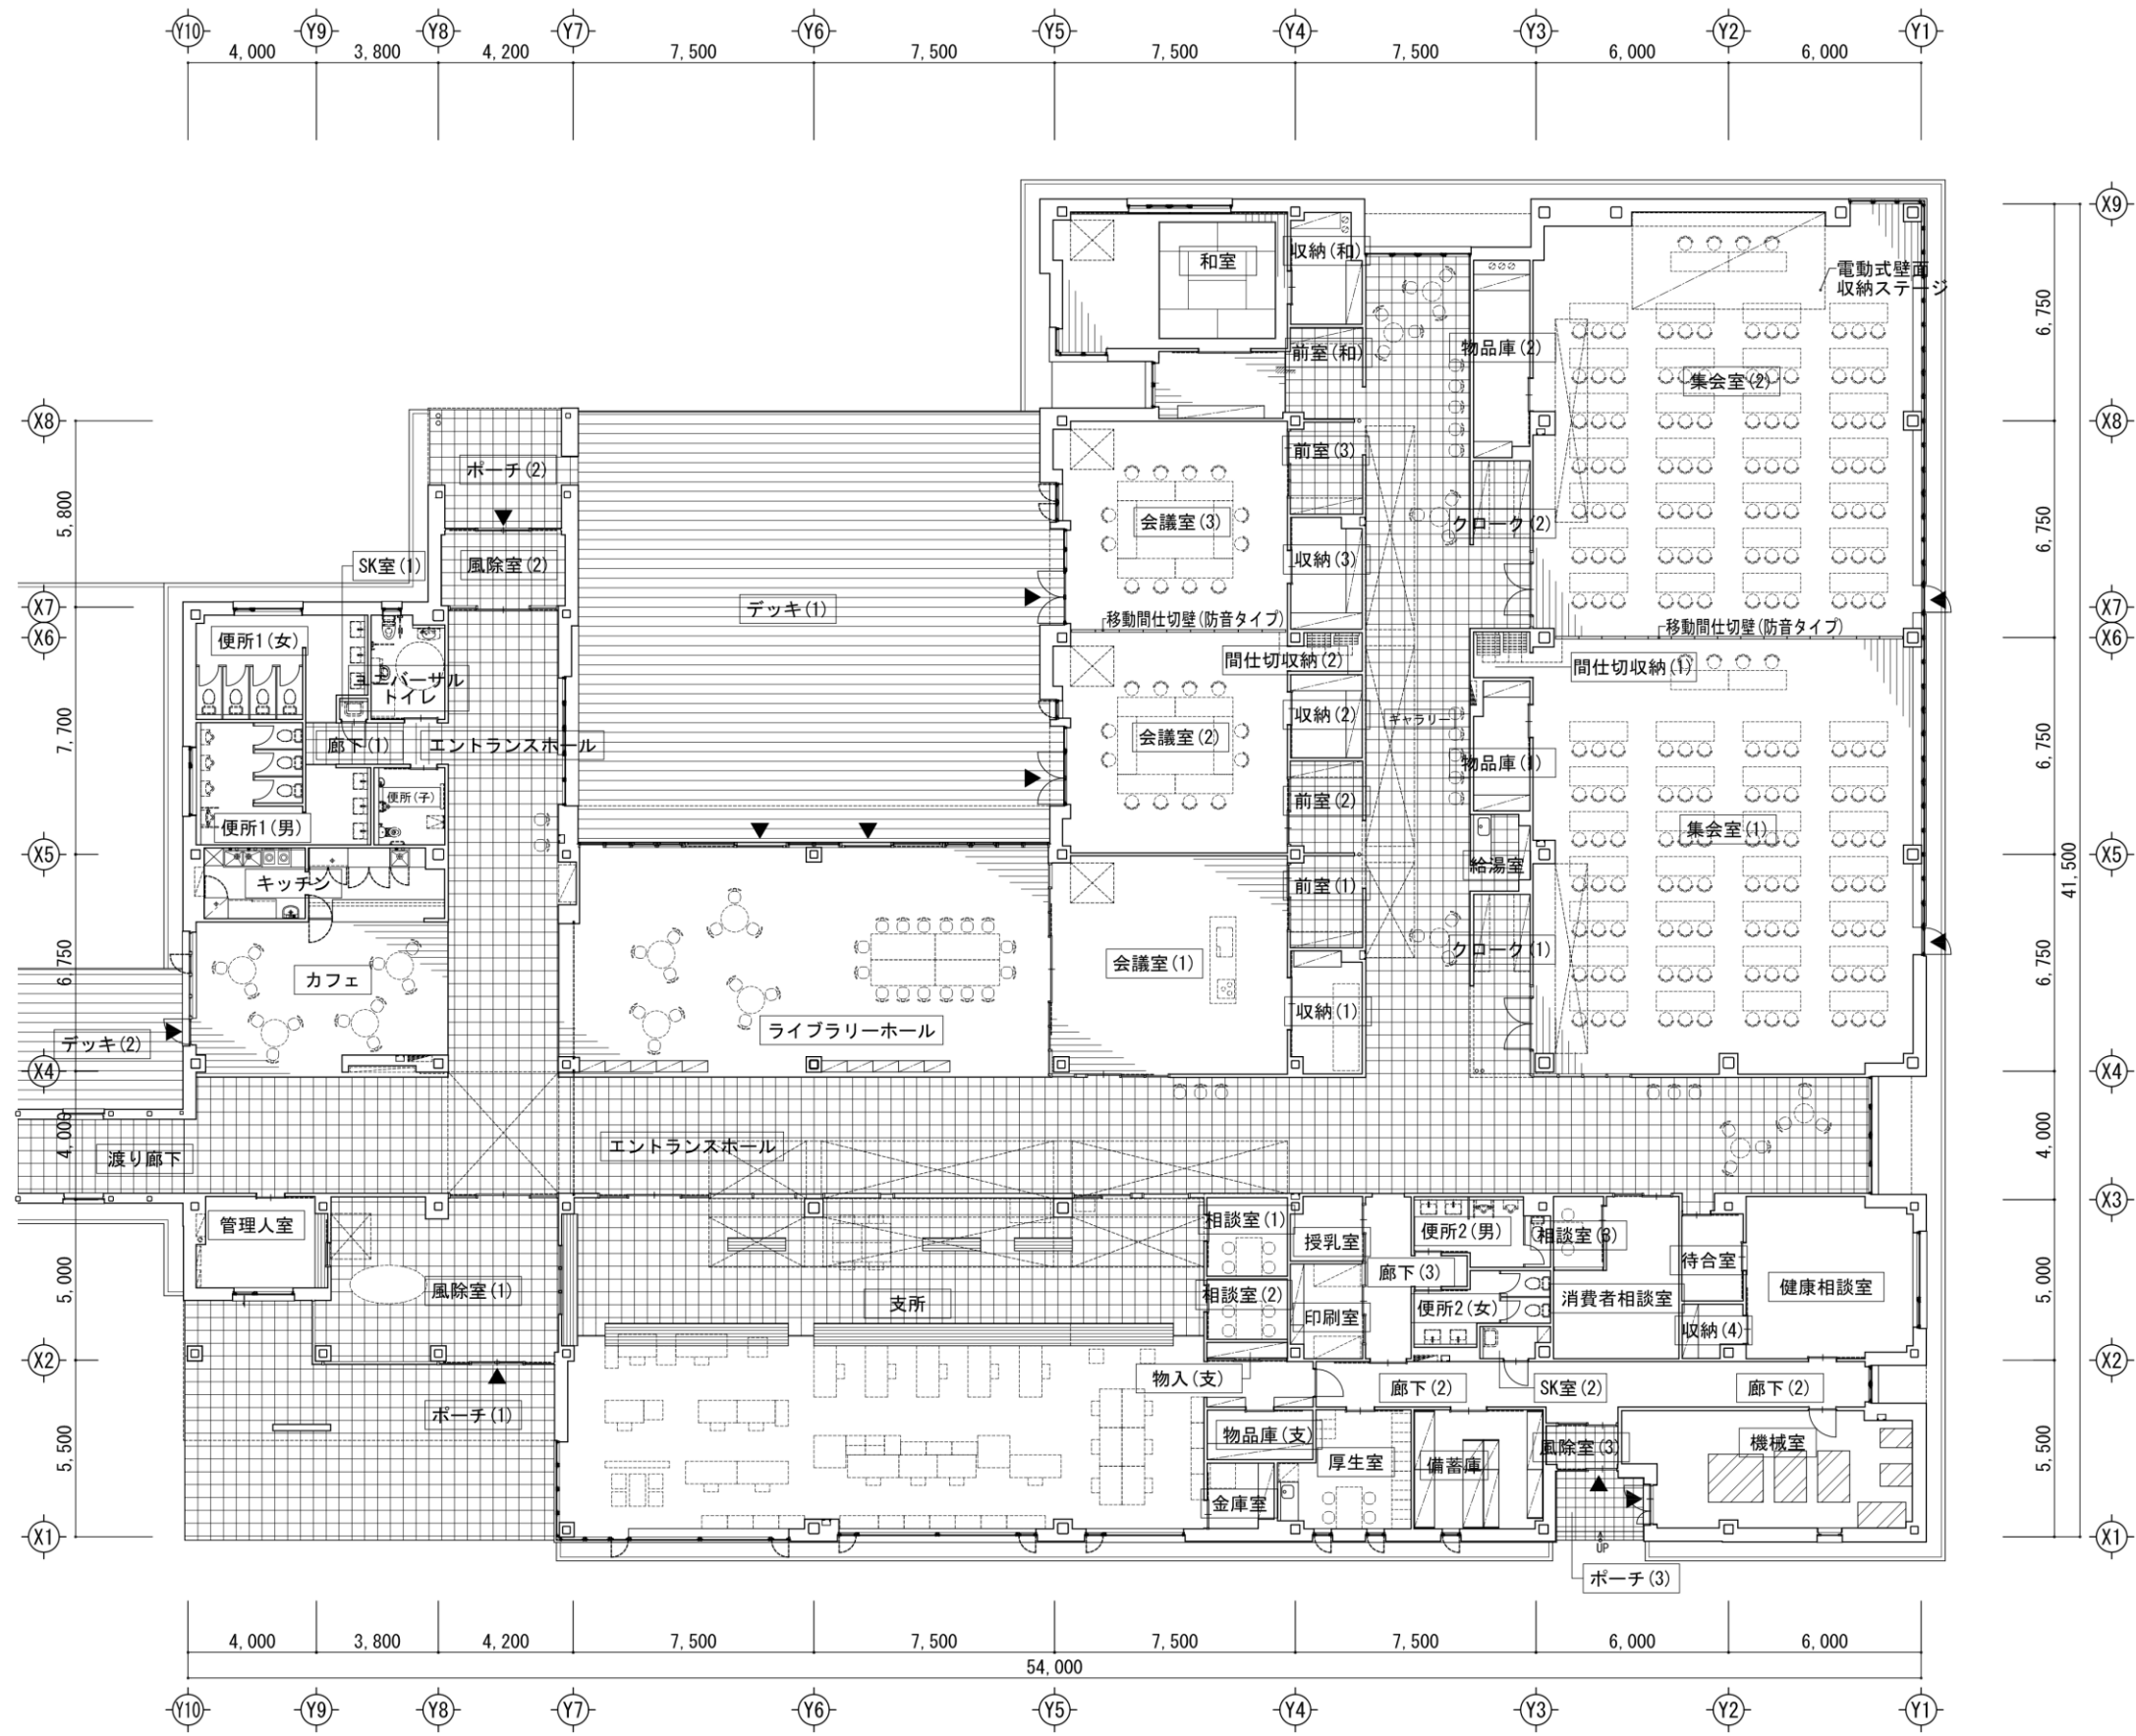 Y10 Y9 Y8 Y7 Y6 Y5 Y4 Y3 Y2 Y1
4,000 3,800 4,200 7,500 7,500 7,500 7,500 6,000 6,000
X9 X9
和室 収納(和)
電動式壁面
収納ステージ
6,750
前室(和) 物品庫(2)
集会室(2)
X8 X8
ポーチ(2) 前室(3)
5,800 会議室(3) クローク(2) 6,750
SK室(1) 風除室(2) 収納(3)
X7 デッキ(1) X7
移動間仕切壁(防音タイプ) 移動間仕切壁(防音タイプ)
X6 便所1(女) X6
間仕切収納(2) 間仕切収納(1)
ユニバーサル
トイレ
収納(2) ギャラリー
7,700 廊下(1) エントランスホール 会議室(2) 6,750
物品庫(1)
便所(子) 前室(2)
便所1(男) 集会室(1)
X5 X5
給湯室
キッチン 前室(1) 41,500
6,750 カフェ 会議室(1) クローク(1) 6,750
収納(1)
デッキ(2) ライブラリーホール
X4 X4
4,000 4,000
渡り廊下 エントランスホール
X3 X3
管理人室 相談室(1) 授乳室 便所2(男) 相談室(3)
待合室
廊下(3)
5,000 風除室(1) 支所 相談室(2) 印刷室 便所2(女) 消費者相談室 健康相談室 5,000
収納(4)
X2 X2
物入(支) 廊下(2) SK室(2) 廊下(2)
ポーチ(1)
5,500 物品庫(支) 厚生室 備蓄庫 風除室(3) 機械室 5,500
金庫室
X1 X1
UP
ポーチ(3)
4,000 3,800 4,200 7,500 7,500 7,500 7,500 6,000 6,000
54,000
Y10 Y9 Y8 Y7 Y6 Y5 Y4 Y3 Y2 Y1